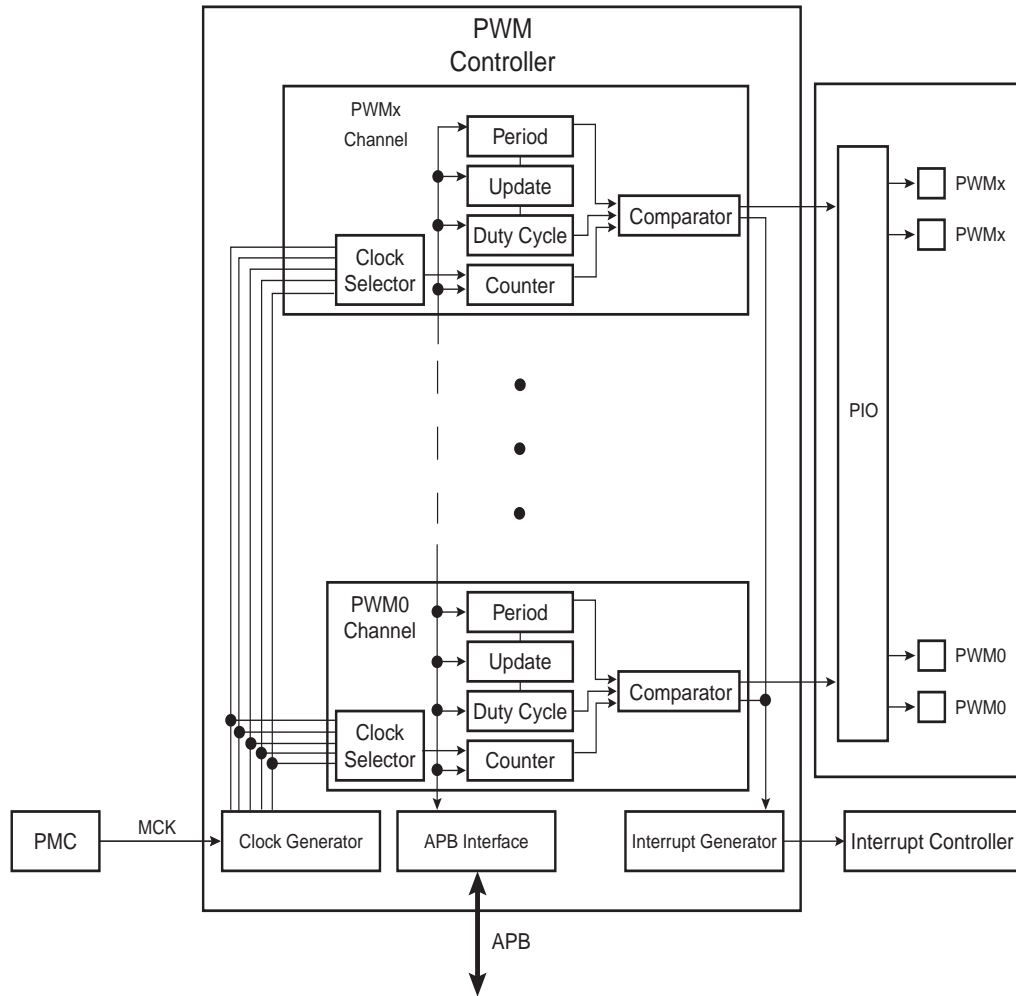 PWM
Controller
PWMx
Channel
Period
Update
Duty Cycle
Clock
Selector
Counter
Comparator
PIO
PWMx
PWMx
PWM0
Channel
Period
Update
Duty Cycle
Clock
Selector
Counter
Comparator
PWM0
PWM0
PMC
MCK
Clock Generator
APB Interface
Interrupt Generator
Interrupt Controller
APB